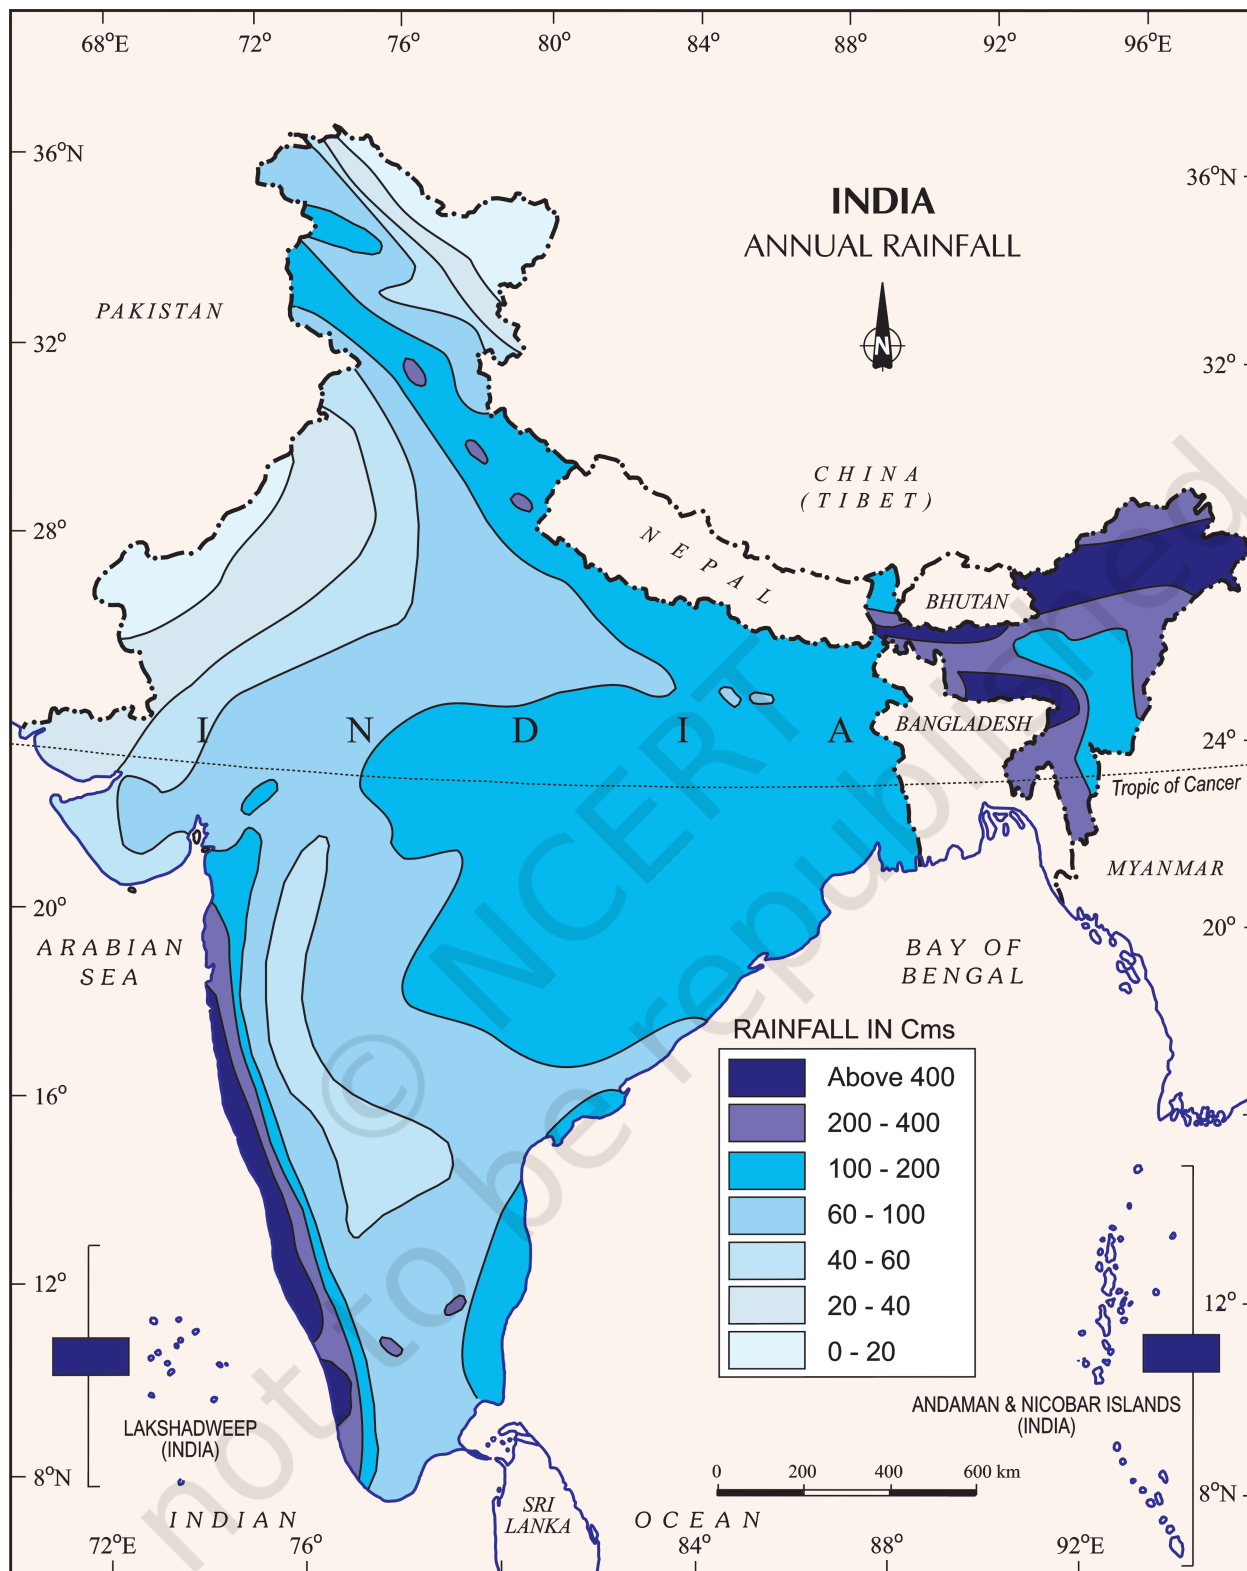 68°E 72° 76° 80° 84° 88° 92° 96°E
36°N
36°N
INDIA
ANNUAL RAINFALL
N
PAKISTAN
32°
32°
CHINA
(TIBET)
28°
NEPAL
BHUTAN
INDIA
BANGLADESH
24°
Tropic of Cancer
MYANMAR
20°
20°
ARABIAN
SEA
BAY OF
BENGAL
RAINFALL IN Cms
Above 400
200 - 400
100 - 200
60 - 100
40 - 60
20 - 40
0 - 20
16°
12°
12°
LAKSHADWEEP
(INDIA)
ANDAMAN & NICOBAR ISLANDS
(INDIA)
8°N
8°N
0 200 400 600 km
SRI
LANKA
INDIAN OCEAN
72°E 76° 84° 88° 92°E
© NCERT
not to be republished